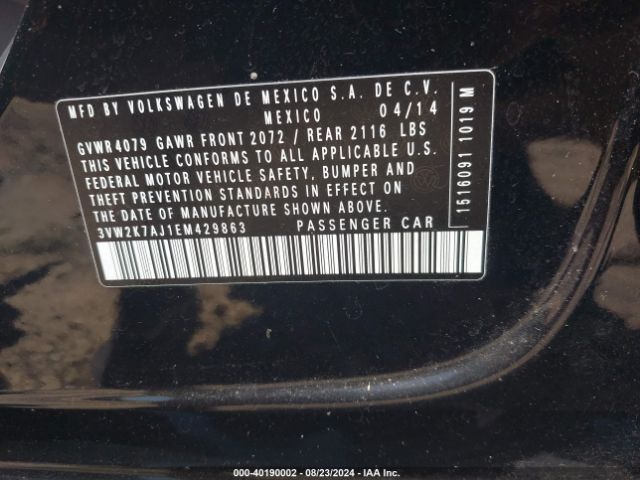 MFD BY VOLKSWAGEN DE MEXICO S.A. DE C.V.
MEXICO 04/14
GVWR 4079 GAWR FRONT 2072 / REAR 2116 LBS
THIS VEHICLE CONFORMS TO ALL APPLICABLE U.S.
FEDERAL MOTOR VEHICLE SAFETY, BUMPER AND
THEFT PREVENTION STANDARDS IN EFFECT ON
THE DATE OF MANUFACTURE SHOWN ABOVE.
3VW2K7AJ1EM429863 PASSENGER CAR
1516091 1019 M
000-40190002 - 08/23/2024 - IAA Inc.